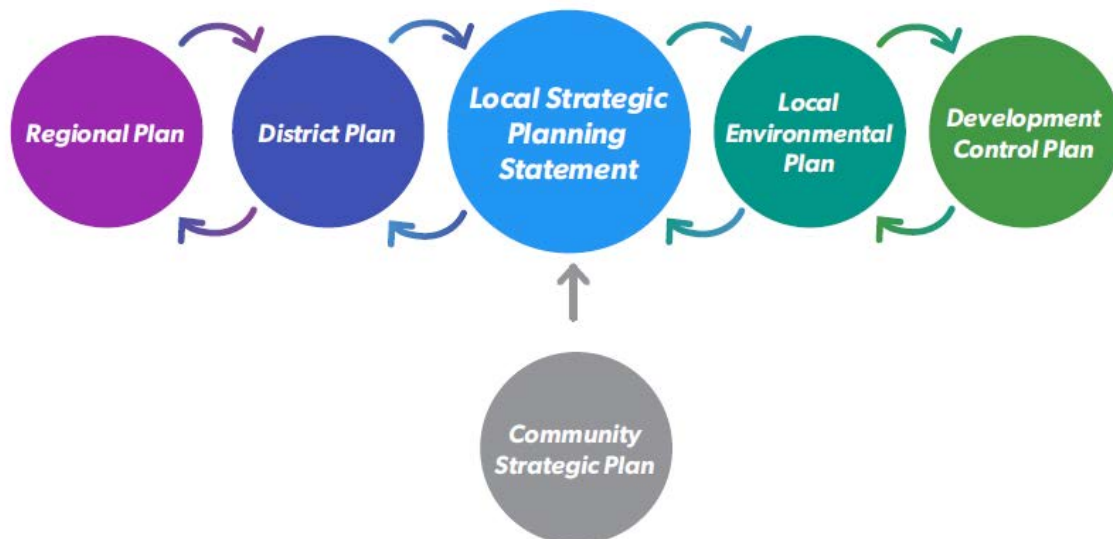 Regional Plan
District Plan
Local Strategic
Planning
Statement
Local
Environmental
Plan
Development
Control Plan
Community
Strategic Plan